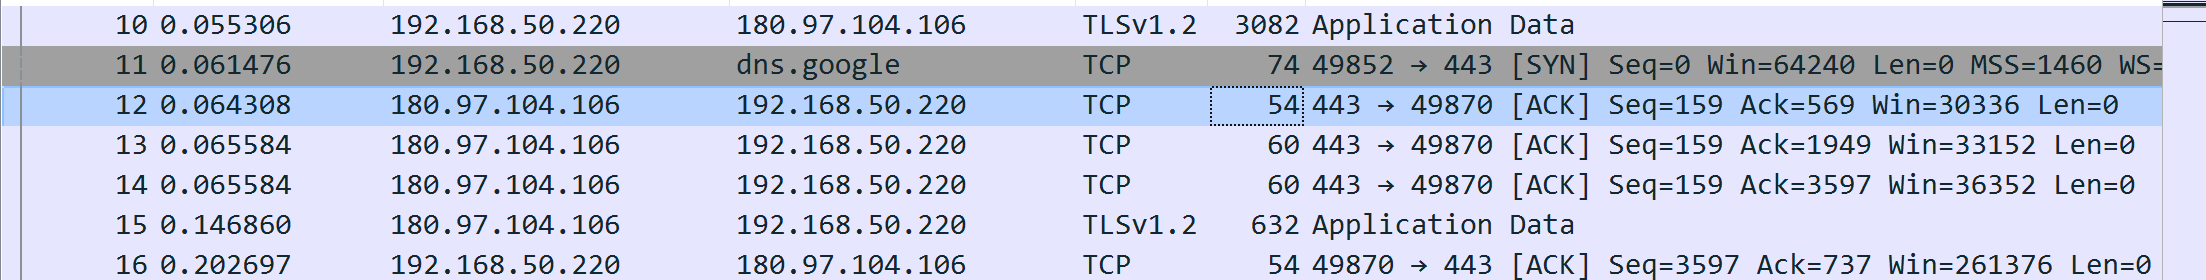 10 0.055306 192.168.50.220 180.97.104.106 TLSv1.2 3082 Application Data
11 0.061476 192.168.50.220 dns.google TCP 74 49852 → 443 [SYN] Seq=0 Win=64240 Len=0 MSS=1460 WS=
12 0.064308 180.97.104.106 192.168.50.220 TCP 54 443 → 49870 [ACK] Seq=159 Ack=569 Win=30336 Len=0
13 0.065584 180.97.104.106 192.168.50.220 TCP 60 443 → 49870 [ACK] Seq=159 Ack=1949 Win=33152 Len=0
14 0.065584 180.97.104.106 192.168.50.220 TCP 60 443 → 49870 [ACK] Seq=159 Ack=3597 Win=36352 Len=0
15 0.146860 180.97.104.106 192.168.50.220 TLSv1.2 632 Application Data
16 0.202697 192.168.50.220 180.97.104.106 TCP 54 49870 → 443 [ACK] Seq=3597 Ack=737 Win=261376 Len=0